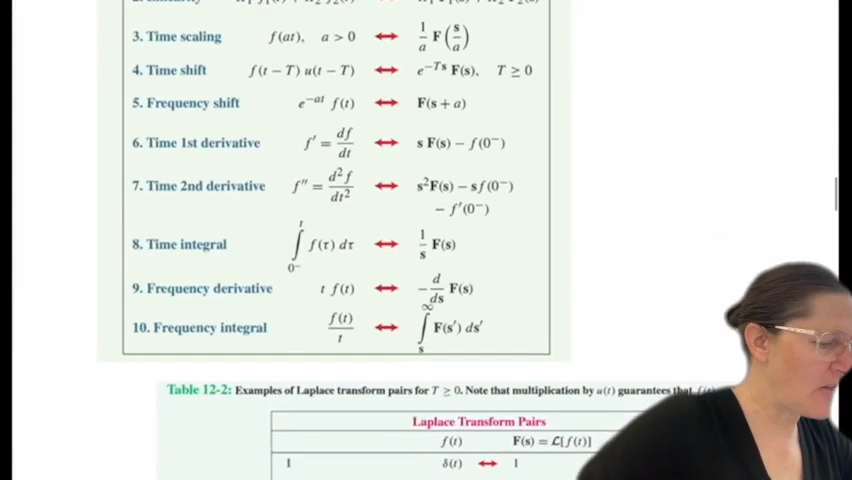 3. Time scaling f(at), a > 0 ↔ 1/a F(s/a)
4. Time shift f(t − T) u(t − T) ↔ e^−Ts F(s), T ≥ 0
5. Frequency shift e^−at f(t) ↔ F(s + a)
6. Time 1st derivative f′ = df/dt ↔ s F(s) − f(0⁻)
7. Time 2nd derivative f″ = d²f/dt² ↔ s²F(s) − sf(0⁻)
− f′(0⁻)
8. Time integral ∫₀₋ᵗ f(τ) dτ ↔ 1/s F(s)
9. Frequency derivative t f(t) ↔ −d/ds F(s)
10. Frequency integral f(t)/t ↔ ∫ₛ^∞ F(s′) ds′
Table 12-2: Examples of Laplace transform pairs for T ≥ 0. Note that multiplication by u(t) guarantees that
Laplace Transform Pairs
f(t) F(s) = ℒ[f(t)]
1 δ(t) ↔ 1